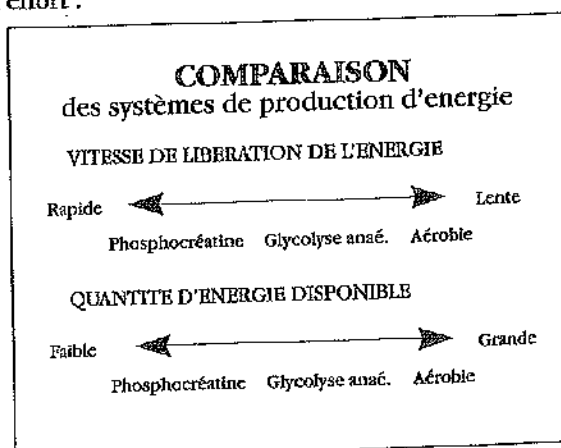 effort :
COMPARAISON
des systèmes de production d'energie
VITESSE DE LIBERATION DE L'ENERGIE
Rapide Lente
Phosphocréatine Glycolyse anaé. Aérobie
QUANTITE D'ENERGIE DISPONIBLE
Faible Grande
Phosphocréatine Glycolyse anaé. Aérobie